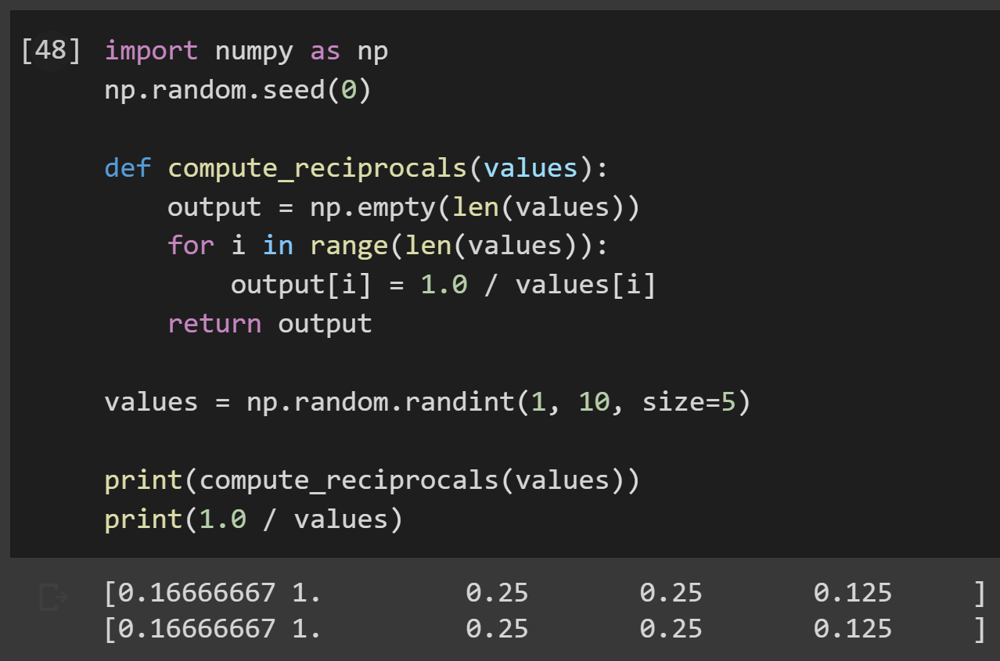 [48] import numpy as np
np.random.seed(0)
def compute_reciprocals(values):
    output = np.empty(len(values))
    for i in range(len(values)):
        output[i] = 1.0 / values[i]
    return output
values = np.random.randint(1, 10, size=5)
print(compute_reciprocals(values))
print(1.0 / values)
[0.16666667 1.         0.25       0.25       0.125     ]
[0.16666667 1.         0.25       0.25       0.125     ]